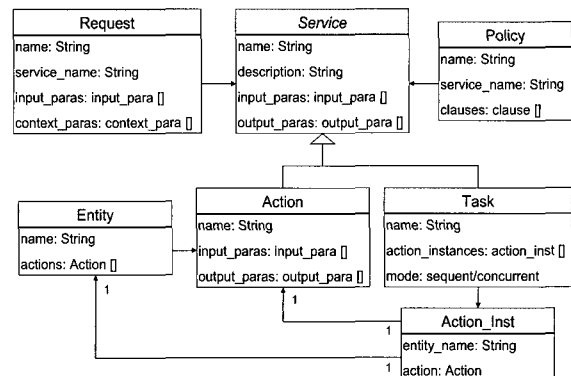 Request
name: String
service_name: String
input_paras: input_para []
context_paras: context_para []
Service
name: String
description: String
input_paras: input_para []
output_paras: output_para []
Policy
name: String
service_name: String
clauses: clause []
Entity
name: String
actions: Action []
Action
name: String
input_paras: input_para []
output_paras: output_para []
Task
name: String
action_instances: action_inst []
mode: sequent/concurrent
1
1
1
1
Action_Inst
entity_name: String
action: Action